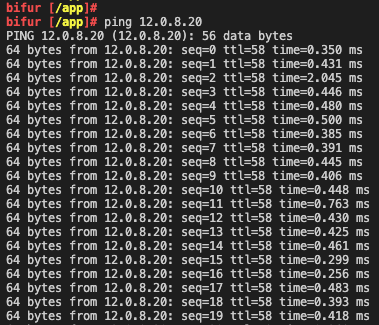 bifur [/app]#
bifur [/app]# ping 12.0.8.20
PING 12.0.8.20 (12.0.8.20): 56 data bytes
64 bytes from 12.0.8.20: seq=0 ttl=58 time=0.350 ms
64 bytes from 12.0.8.20: seq=1 ttl=58 time=0.431 ms
64 bytes from 12.0.8.20: seq=2 ttl=58 time=2.045 ms
64 bytes from 12.0.8.20: seq=3 ttl=58 time=0.446 ms
64 bytes from 12.0.8.20: seq=4 ttl=58 time=0.480 ms
64 bytes from 12.0.8.20: seq=5 ttl=58 time=0.500 ms
64 bytes from 12.0.8.20: seq=6 ttl=58 time=0.385 ms
64 bytes from 12.0.8.20: seq=7 ttl=58 time=0.391 ms
64 bytes from 12.0.8.20: seq=8 ttl=58 time=0.445 ms
64 bytes from 12.0.8.20: seq=9 ttl=58 time=0.406 ms
64 bytes from 12.0.8.20: seq=10 ttl=58 time=0.448 ms
64 bytes from 12.0.8.20: seq=11 ttl=58 time=0.763 ms
64 bytes from 12.0.8.20: seq=12 ttl=58 time=0.430 ms
64 bytes from 12.0.8.20: seq=13 ttl=58 time=0.425 ms
64 bytes from 12.0.8.20: seq=14 ttl=58 time=0.461 ms
64 bytes from 12.0.8.20: seq=15 ttl=58 time=0.299 ms
64 bytes from 12.0.8.20: seq=16 ttl=58 time=0.256 ms
64 bytes from 12.0.8.20: seq=17 ttl=58 time=0.483 ms
64 bytes from 12.0.8.20: seq=18 ttl=58 time=0.393 ms
64 bytes from 12.0.8.20: seq=19 ttl=58 time=0.418 ms